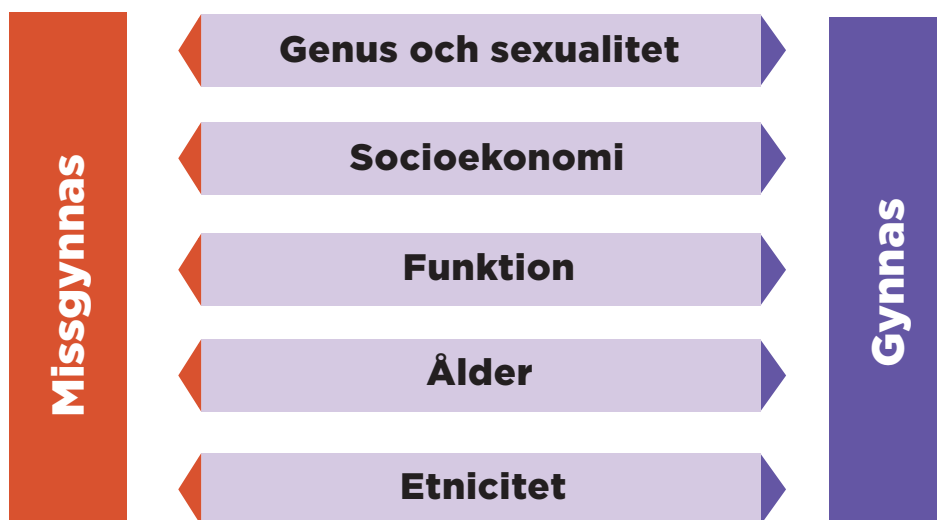 Missgynnas
Genus och sexualitet
Socioekonomi
Funktion
Ålder
Etnicitet
Gynnas